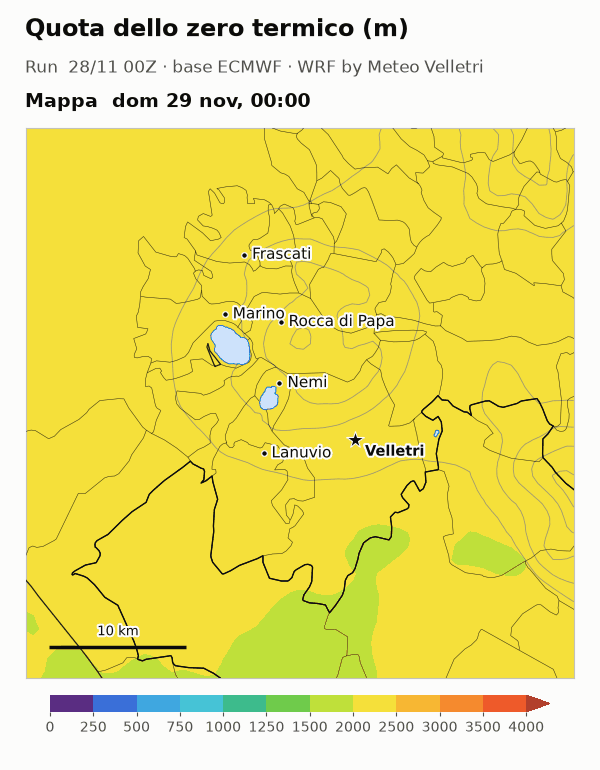 Quota dello zero termico (m)
Run  28/11 00Z · base ECMWF · WRF by Meteo Velletri
Mappa  dom 29 nov, 00:00
Frascati
Marino
Rocca di Papa
Nemi
Velletri
Lanuvio
10 km
0 250 500 750 1000 1250 1500 2000 2500 3000 3500 4000